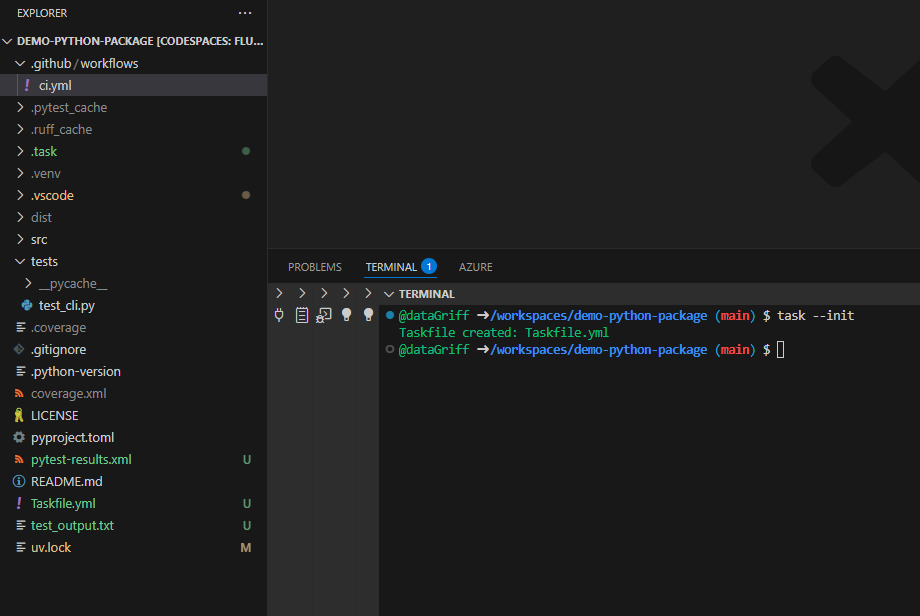 EXPLORER ...
DEMO-PYTHON-PACKAGE [CODESPACES: FLU...
.github / workflows
! ci.yml
.pytest_cache
.ruff_cache
.task
.venv
.vscode
dist
src
tests
__pycache__
test_cli.py
.coverage
.gitignore
.python-version
coverage.xml
LICENSE
pyproject.toml
pytest-results.xml U
README.md
! Taskfile.yml U
test_output.txt U
uv.lock M
PROBLEMS TERMINAL 1 AZURE
TERMINAL
@dataGriff ➜/workspaces/demo-python-package (main) $ task --init
Taskfile created: Taskfile.yml
@dataGriff ➜/workspaces/demo-python-package (main) $